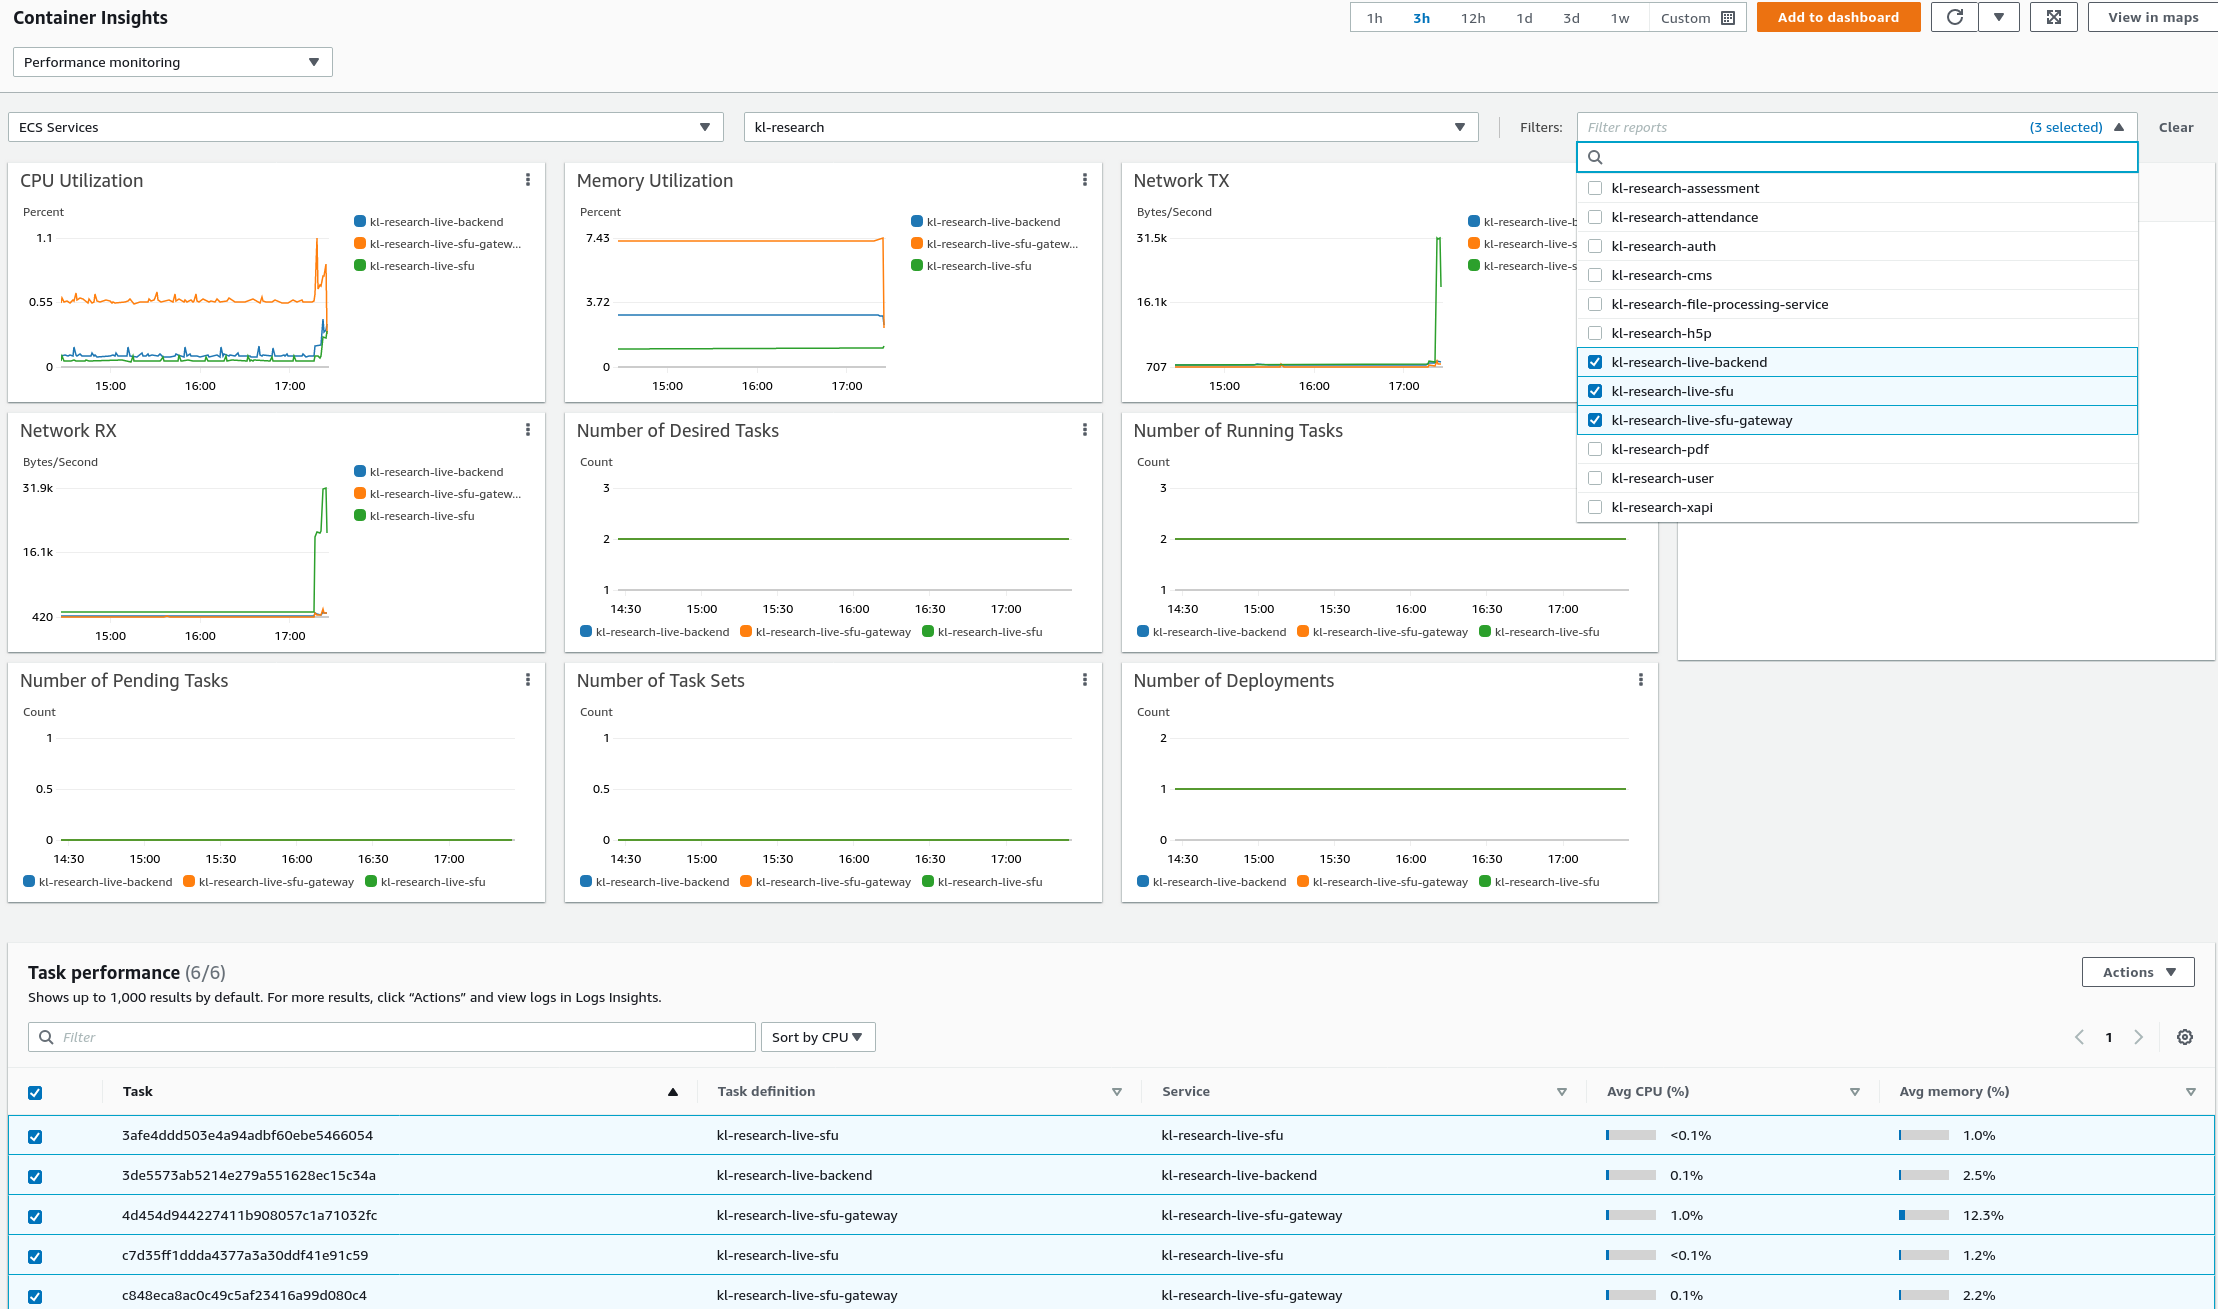 Container Insights
1h 3h 12h 1d 3d 1w Custom Add to dashboard View in maps
Performance monitoring
ECS Services kl-research Filters: Filter reports (3 selected) Clear
kl-research-assessment
kl-research-attendance
kl-research-auth
kl-research-cms
kl-research-file-processing-service
kl-research-h5p
kl-research-live-backend
kl-research-live-sfu
kl-research-live-sfu-gateway
kl-research-pdf
kl-research-user
kl-research-xapi
CPU Utilization
Percent
1.1
0.55
0
15:00 16:00 17:00
kl-research-live-backend
kl-research-live-sfu-gatew...
kl-research-live-sfu
Memory Utilization
Percent
7.43
3.72
0
15:00 16:00 17:00
kl-research-live-backend
kl-research-live-sfu-gatew...
kl-research-live-sfu
Network TX
Bytes/Second
31.5k
16.1k
707
15:00 16:00 17:00
kl-research-live-b
kl-research-live-s
kl-research-live-s
Network RX
Bytes/Second
31.9k
16.1k
420
15:00 16:00 17:00
kl-research-live-backend
kl-research-live-sfu-gatew...
kl-research-live-sfu
Number of Desired Tasks
Count
3
2
1
14:30 15:00 15:30 16:00 16:30 17:00
kl-research-live-backend kl-research-live-sfu-gateway kl-research-live-sfu
Number of Running Tasks
Count
3
2
1
14:30 15:00 15:30 16:00 16:30 17:00
kl-research-live-backend kl-research-live-sfu-gateway kl-research-live-sfu
Number of Pending Tasks
Count
1
0.5
0
14:30 15:00 15:30 16:00 16:30 17:00
kl-research-live-backend kl-research-live-sfu-gateway kl-research-live-sfu
Number of Task Sets
Count
1
0.5
0
14:30 15:00 15:30 16:00 16:30 17:00
kl-research-live-backend kl-research-live-sfu-gateway kl-research-live-sfu
Number of Deployments
Count
2
1
0
14:30 15:00 15:30 16:00 16:30 17:00
kl-research-live-backend kl-research-live-sfu-gateway kl-research-live-sfu
Task performance (6/6)
Actions
Shows up to 1,000 results by default. For more results, click “Actions” and view logs in Logs Insights.
Filter Sort by CPU 1
Task Task definition Service Avg CPU (%) Avg memory (%)
3afe4ddd503e4a94adbf60ebe5466054 kl-research-live-sfu kl-research-live-sfu <0.1% 1.0%
3de5573ab5214e279a551628ec15c34a kl-research-live-backend kl-research-live-backend 0.1% 2.5%
4d454d944227411b908057c1a71032fc kl-research-live-sfu-gateway kl-research-live-sfu-gateway 1.0% 12.3%
c7d35ff1ddda4377a3a30ddf41e91c59 kl-research-live-sfu kl-research-live-sfu <0.1% 1.2%
c848eca8ac0c49c5af23416a99d080c4 kl-research-live-sfu-gateway kl-research-live-sfu-gateway 0.1% 2.2%